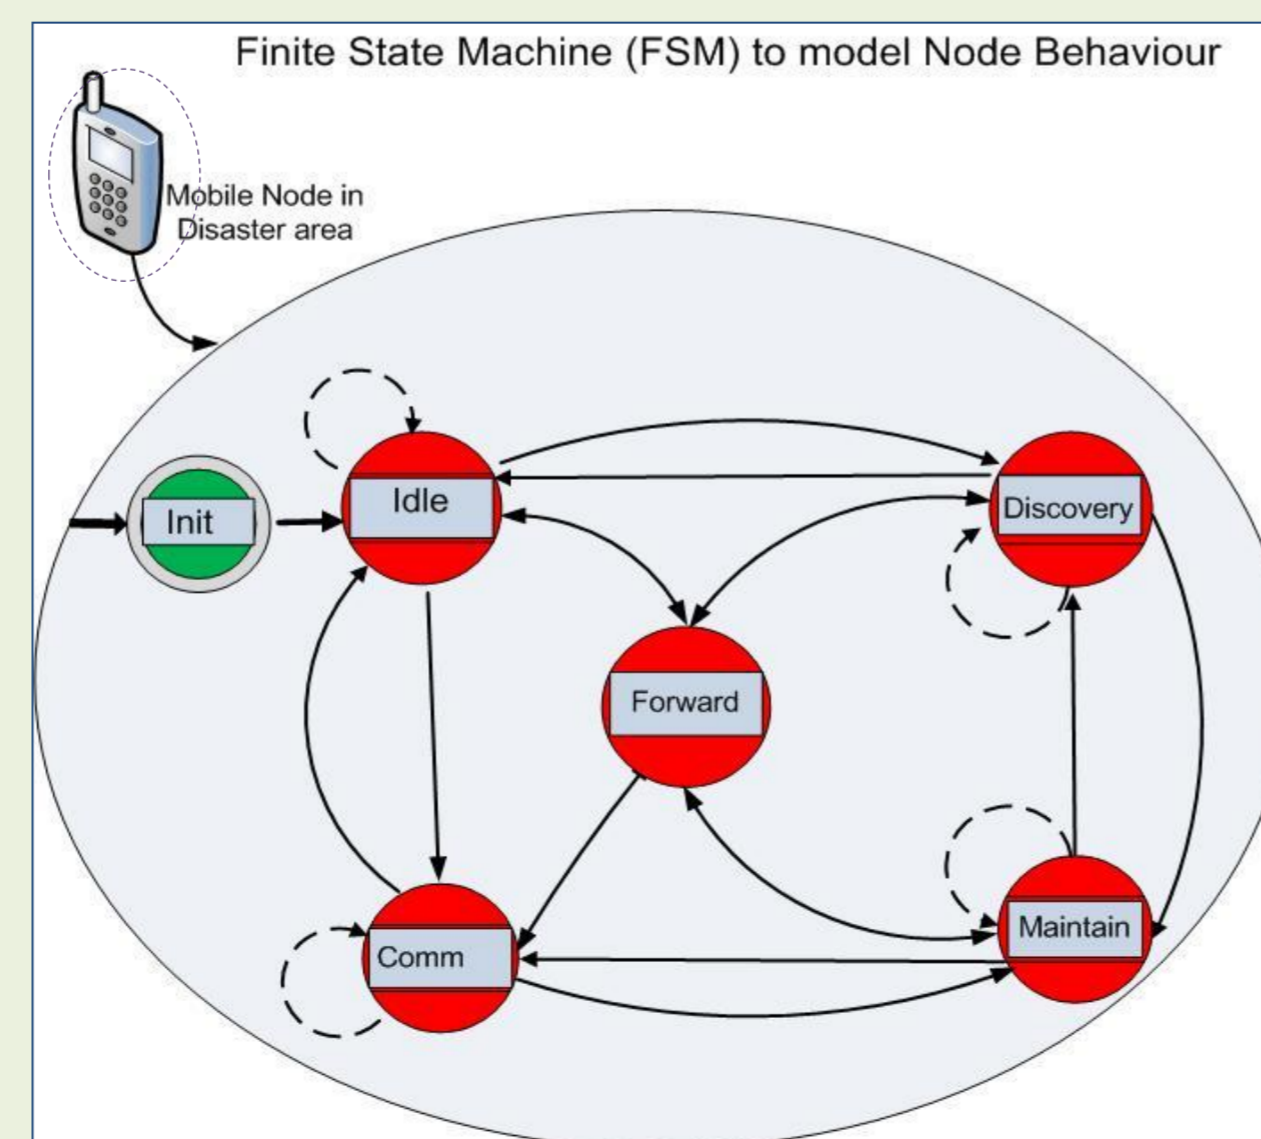 Finite State Machine (FSM) to model Node Behaviour
Mobile Node in
Disaster area
Idle
Init
Discovery
Forward
Maintain
Comm